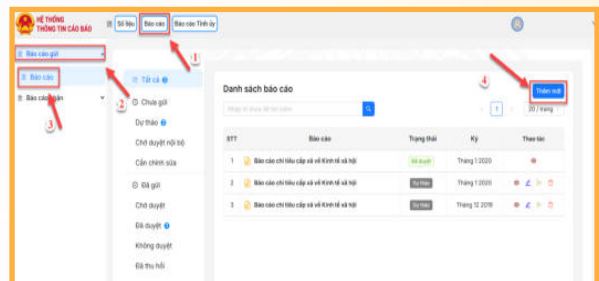 HỆ THỐNG
THÔNG TIN CÁO BÁO
Số liệu
Báo cáo
Báo cáo Tỉnh ủy
1
Báo cáo gửi
2
Báo cáo
3
Báo cáo nhận
Tất cả
Chưa gửi
Dự thảo
Chờ duyệt nội bộ
Cần chỉnh sửa
Đã gửi
Chờ duyệt
Đã duyệt
Không duyệt
Đã thu hồi
4
Danh sách báo cáo
Thêm mới
Nhập từ khóa để tìm kiếm
1
20 / trang
STT
Báo cáo
Trạng thái
Kỳ
Thao tác
1
Báo cáo chỉ tiêu cấp xã về Kinh tế xã hội
Đã duyệt
Tháng 1 2020
2
Báo cáo chỉ tiêu cấp xã về Kinh tế xã hội
Dự thảo
Tháng 1 2020
3
Báo cáo chỉ tiêu cấp xã về Kinh tế xã hội
Dự thảo
Tháng 12 2019